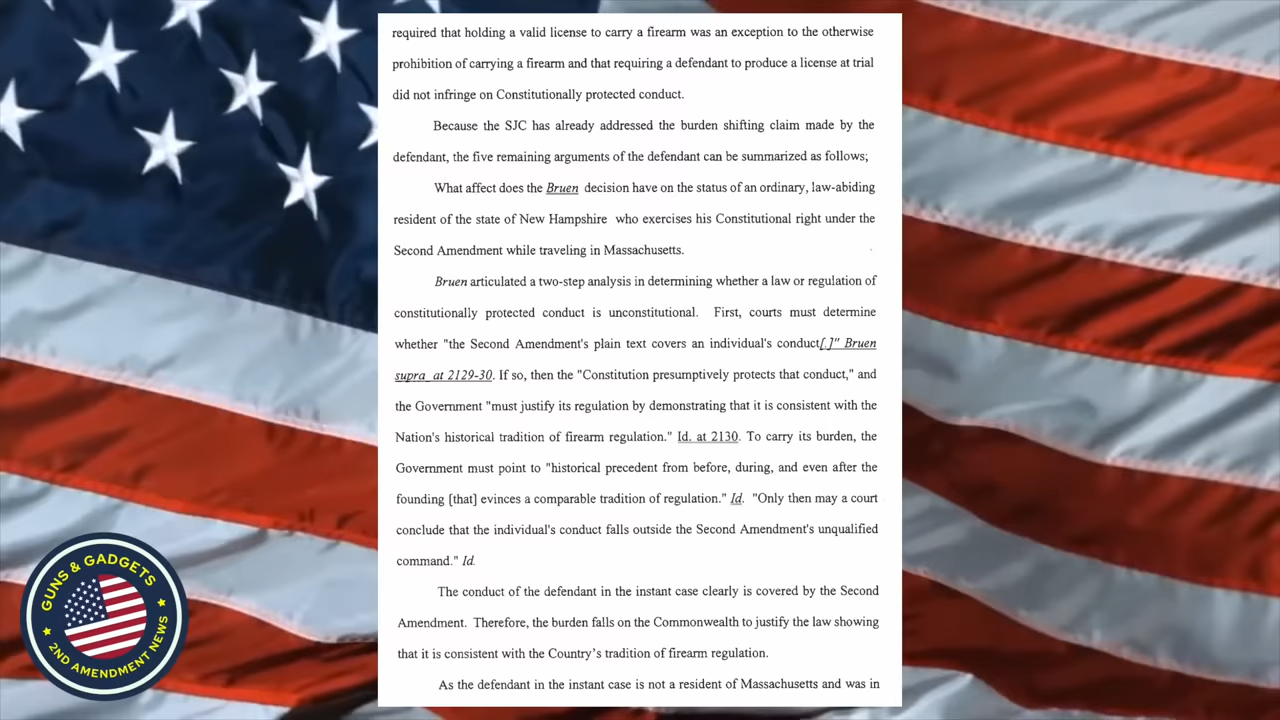 required that holding a valid license to carry a firearm was an exception to the otherwise
prohibition of carrying a firearm and that requiring a defendant to produce a license at trial
did not infringe on Constitutionally protected conduct.
Because the SJC has already addressed the burden shifting claim made by the
defendant, the five remaining arguments of the defendant can be summarized as follows;
What affect does the Bruen decision have on the status of an ordinary, law-abiding
resident of the state of New Hampshire who exercises his Constitutional right under the
Second Amendment while traveling in Massachusetts.
Bruen articulated a two-step analysis in determining whether a law or regulation of
constitutionally protected conduct is unconstitutional. First, courts must determine
whether "the Second Amendment's plain text covers an individual's conduct[.]" Bruen
supra at 2129-30. If so, then the "Constitution presumptively protects that conduct," and
the Government "must justify its regulation by demonstrating that it is consistent with the
Nation's historical tradition of firearm regulation." Id. at 2130. To carry its burden, the
Government must point to "historical precedent from before, during, and even after the
founding [that] evinces a comparable tradition of regulation." Id. "Only then may a court
conclude that the individual's conduct falls outside the Second Amendment's unqualified
command." Id.
The conduct of the defendant in the instant case clearly is covered by the Second
Amendment. Therefore, the burden falls on the Commonwealth to justify the law showing
that it is consistent with the Country's tradition of firearm regulation.
As the defendant in the instant case is not a resident of Massachusetts and was in
GUNS & GADGETS
2ND AMENDMENT NEWS